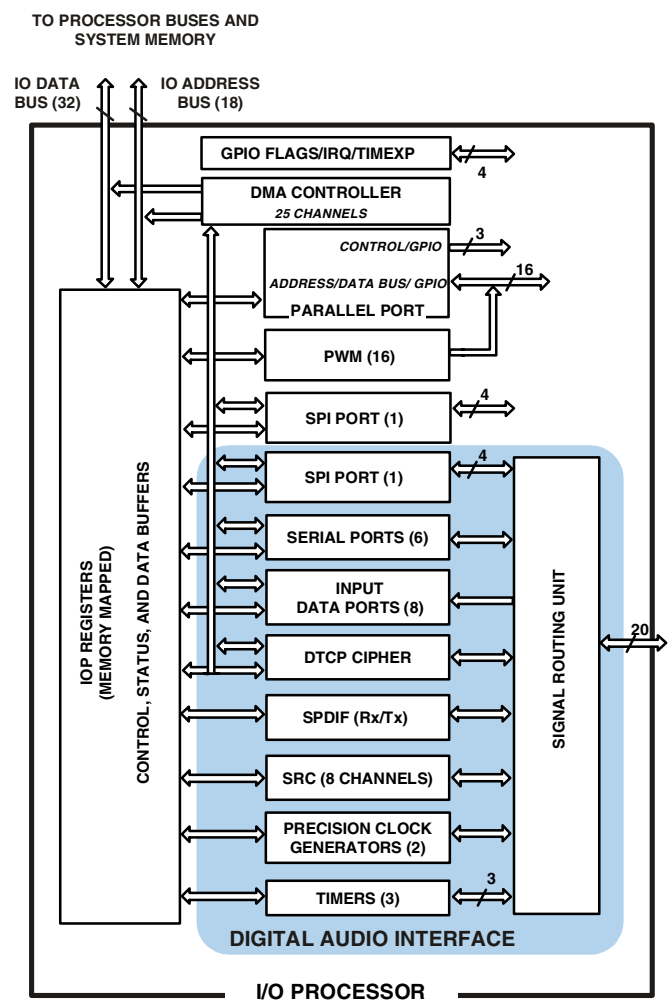 TO PROCESSOR BUSES AND
SYSTEM MEMORY
IO DATA
BUS (32)
IO ADDRESS
BUS (18)
GPIO FLAGS/IRQ/TIMEXP
4
DMA CONTROLLER
25 CHANNELS
CONTROL/GPIO
3
ADDRESS/DATA BUS/ GPIO
16
PARALLEL PORT
PWM (16)
SPI PORT (1)
4
SPI PORT (1)
4
SERIAL PORTS (6)
INPUT
DATA PORTS (8)
DTCP CIPHER
SPDIF (Rx/Tx)
SRC (8 CHANNELS)
PRECISION CLOCK
GENERATORS (2)
TIMERS (3)
3
IOP REGISTERS
(MEMORY MAPPED)
CONTROL, STATUS, AND DATA BUFFERS
SIGNAL ROUTING UNIT
20
DIGITAL AUDIO INTERFACE
I/O PROCESSOR